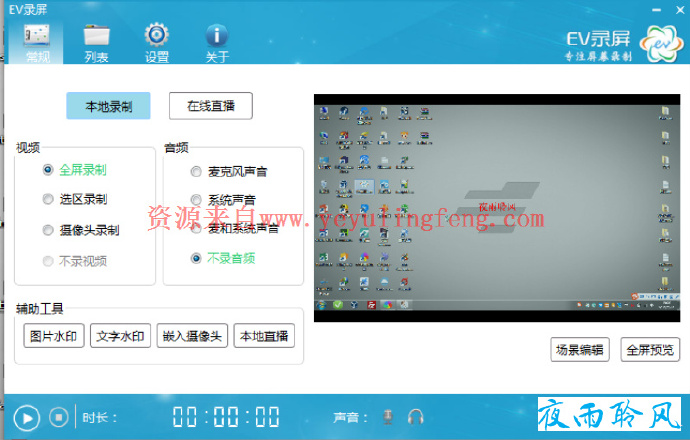 EV录屏
常规
列表
设置
关于
EV录屏
专注屏幕录制
ev
本地录制
在线直播
视频
全屏录制
选区录制
摄像头录制
不录视频
音频
麦克风声音
系统声音
麦和系统声音
不录音频
夜雨聆风
资源来自www.yeyulingfeng.com
辅助工具
图片水印
文字水印
嵌入摄像头
本地直播
场景编辑
全屏预览
时长：
00:00:00
声音：
夜雨聆风